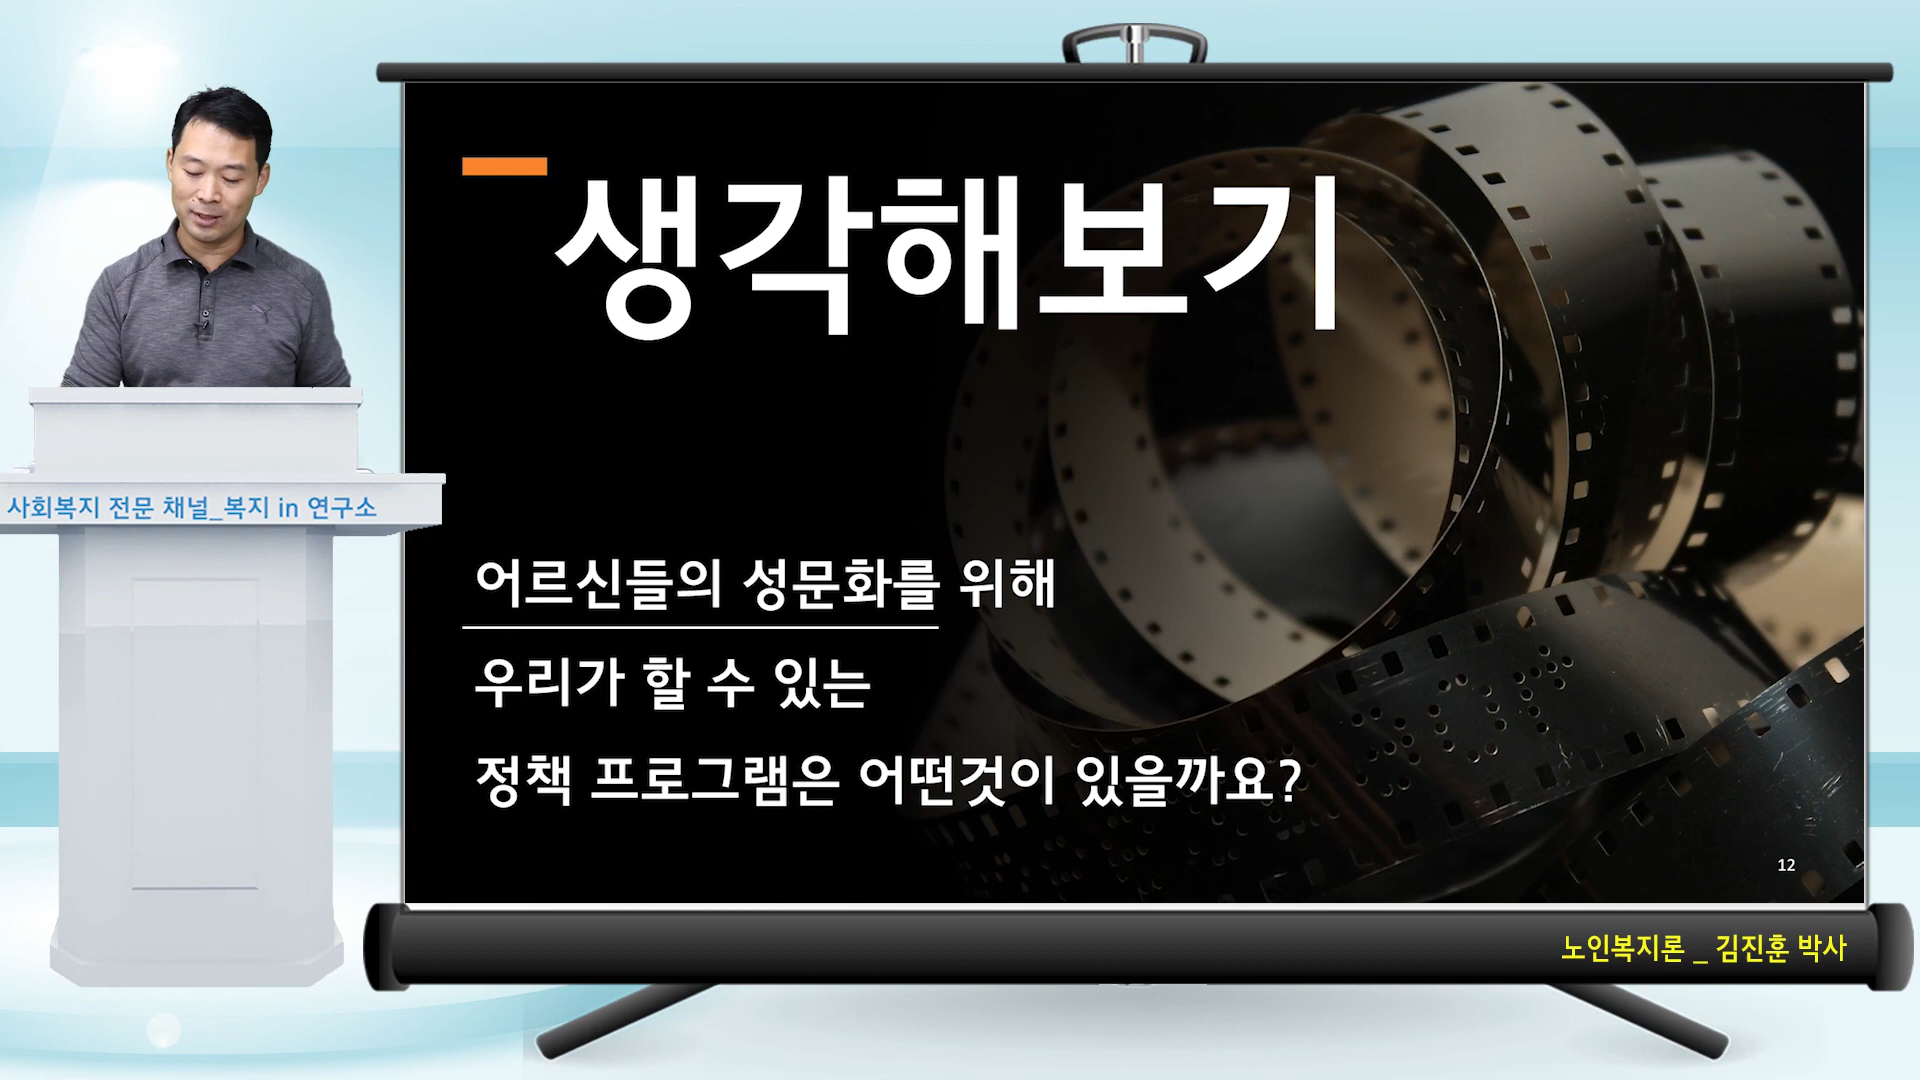 생각해보기
사회복지 전문 채널_복지 in 연구소
어르신들의 성문화를 위해
우리가 할 수 있는
정책 프로그램은 어떤것이 있을까요?
12
노인복지론 _ 김진훈 박사